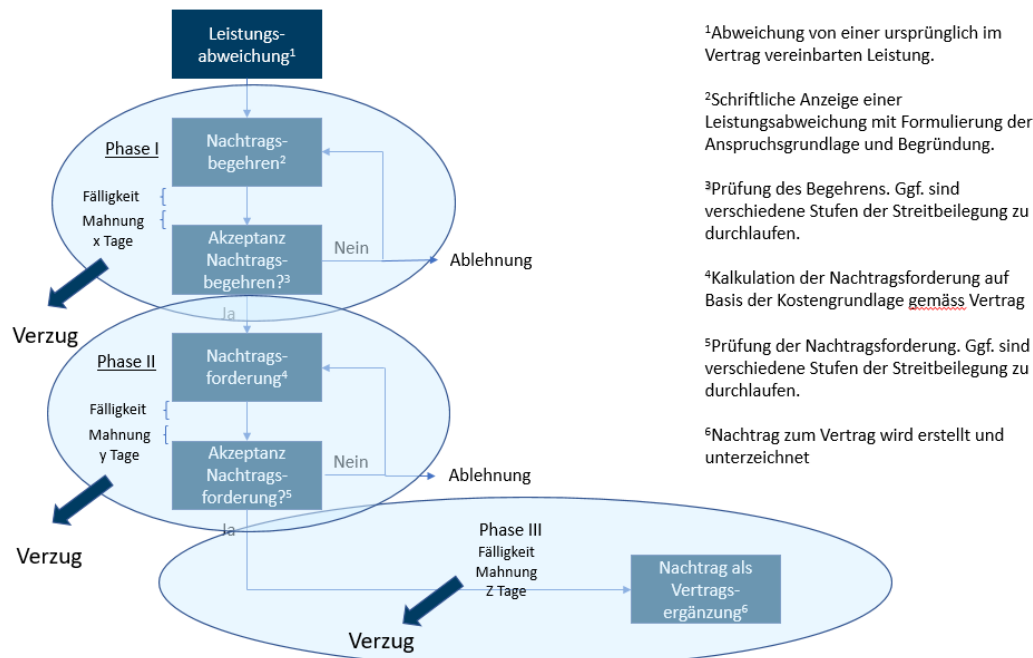 Leistungs-
abweichung¹
Phase I
Nachtrags-
begehren²
Fälligkeit
Mahnung
x Tage
Akzeptanz
Nachtrags-
begehren?³
Nein
Ablehnung
Verzug
Ja
Phase II
Nachtrags-
forderung⁴
Fälligkeit
Mahnung
y Tage
Akzeptanz
Nachtrags-
forderung?⁵
Nein
Ablehnung
Verzug
Ja
Phase III
Fälligkeit
Mahnung
Z Tage
Verzug
Nachtrag als
Vertrags-
ergänzung⁶
¹Abweichung von einer ursprünglich im
Vertrag vereinbarten Leistung.
²Schriftliche Anzeige einer
Leistungsabweichung mit Formulierung der
Anspruchsgrundlage und Begründung.
³Prüfung des Begehrens. Ggf. sind
verschiedene Stufen der Streitbeilegung zu
durchlaufen.
⁴Kalkulation der Nachtragsforderung auf
Basis der Kostengrundlage gemäss Vertrag
⁵Prüfung der Nachtragsforderung. Ggf. sind
verschiedene Stufen der Streitbeilegung zu
durchlaufen.
⁶Nachtrag zum Vertrag wird erstellt und
unterzeichnet